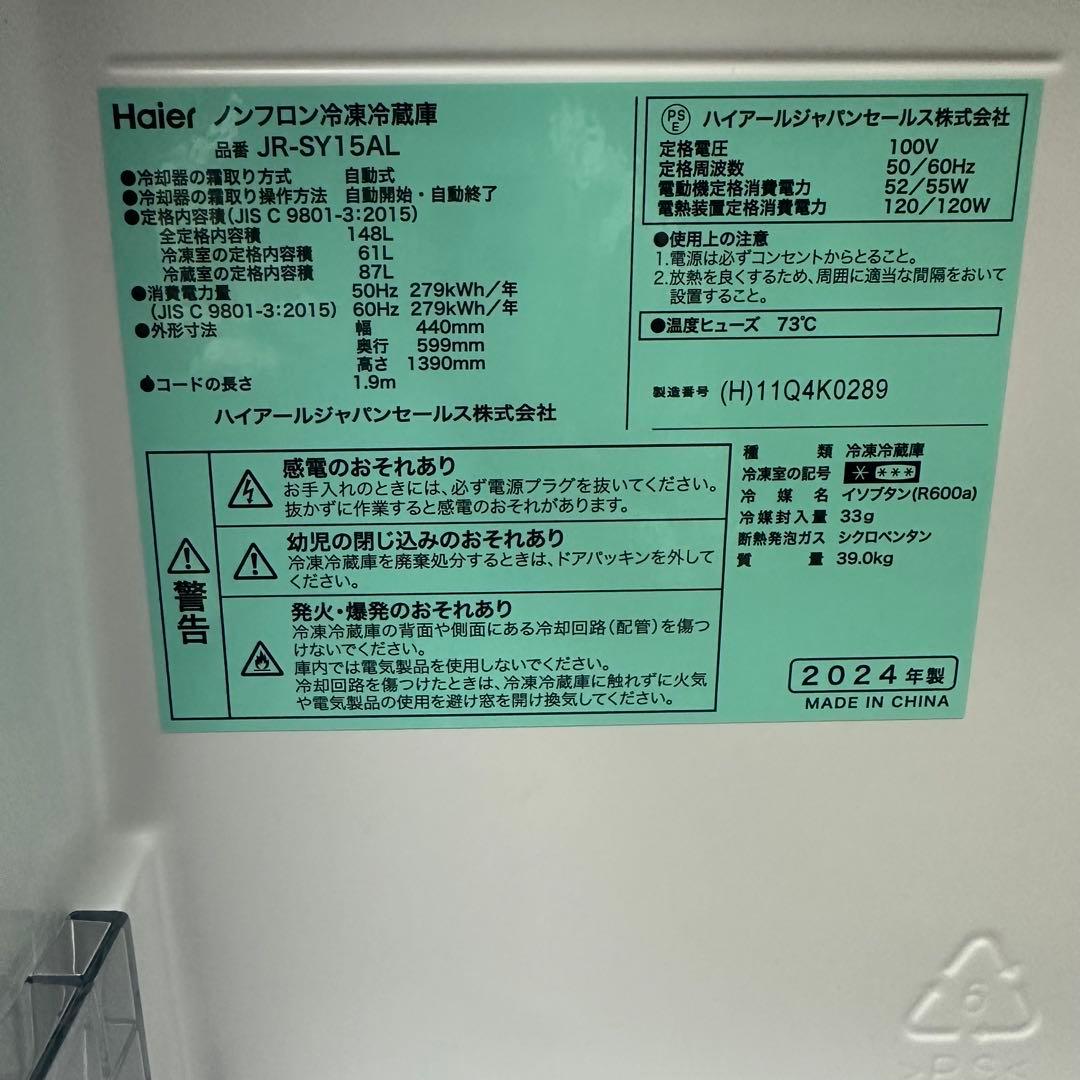 Haier ノンフロン冷凍冷蔵庫
品番 JR-SY15AL
●冷却器の霜取り方式 自動式
●冷却器の霜取り操作方法 自動開始・自動終了
●定格内容積(JIS C 9801-3:2015)
全定格内容積 148L
冷凍室の定格内容積 61L
冷蔵室の定格内容積 87L
●消費電力量 50Hz 279kWh/年
(JIS C 9801-3:2015) 60Hz 279kWh/年
●外形寸法 幅 440mm
奥行 599mm
高さ 1390mm
●コードの長さ 1.9m
ハイアールジャパンセールス株式会社
PSE ハイアールジャパンセールス株式会社
定格電圧 100V
定格周波数 50/60Hz
電動機定格消費電力 52/55W
電熱装置定格消費電力 120/120W
●使用上の注意
1.電源は必ずコンセントからとること。
2.放熱を良くするため、周囲に適当な間隔をおいて
設置すること。
●温度ヒューズ 73℃
製造番号 (H)11Q4K0289
警告
感電のおそれあり
お手入れのときには、必ず電源プラグを抜いてください。
抜かずに作業すると感電のおそれがあります。
幼児の閉じ込みのおそれあり
冷凍冷蔵庫を廃棄処分するときは、ドアパッキンを外して
ください。
発火・爆発のおそれあり
冷凍冷蔵庫の背面や側面にある冷却回路(配管)を傷つ
けないでください。
庫内では電気製品を使用しないでください。
冷却回路を傷つけたときは、冷凍冷蔵庫に触れずに火気
や電気製品の使用を避け窓を開け換気してください。
種類 冷凍冷蔵庫
冷凍室の記号 * ***
冷媒名 イソブタン(R600a)
冷媒封入量 33g
断熱発泡ガス シクロペンタン
質量 39.0kg
2024年製
MADE IN CHINA
6
>PS<